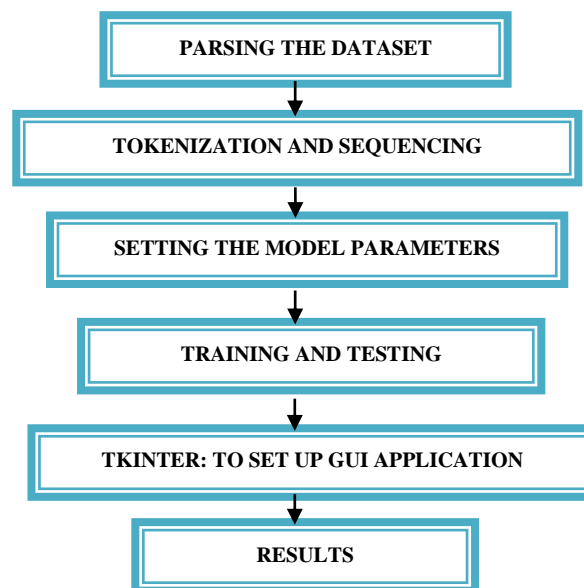 PARSING THE DATASET
TOKENIZATION AND SEQUENCING
SETTING THE MODEL PARAMETERS
TRAINING AND TESTING
TKINTER: TO SET UP GUI APPLICATION
RESULTS